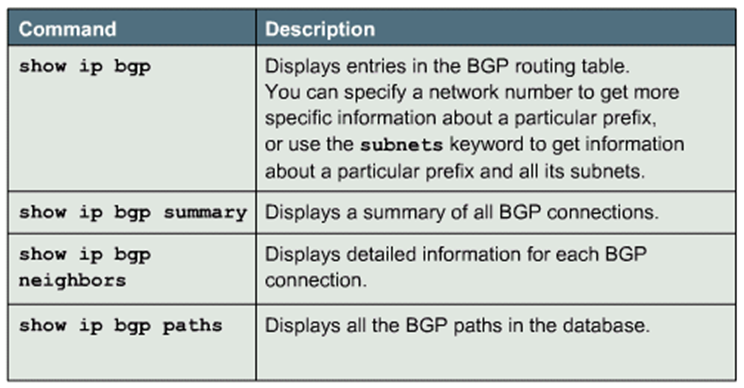 Command Description
show ip bgp Displays entries in the BGP routing table.
You can specify a network number to get more
specific information about a particular prefix,
or use the subnets keyword to get information
about a particular prefix and all its subnets.
show ip bgp summary Displays a summary of all BGP connections.
show ip bgp Displays detailed information for each BGP
neighbors connection.
show ip bgp paths Displays all the BGP paths in the database.